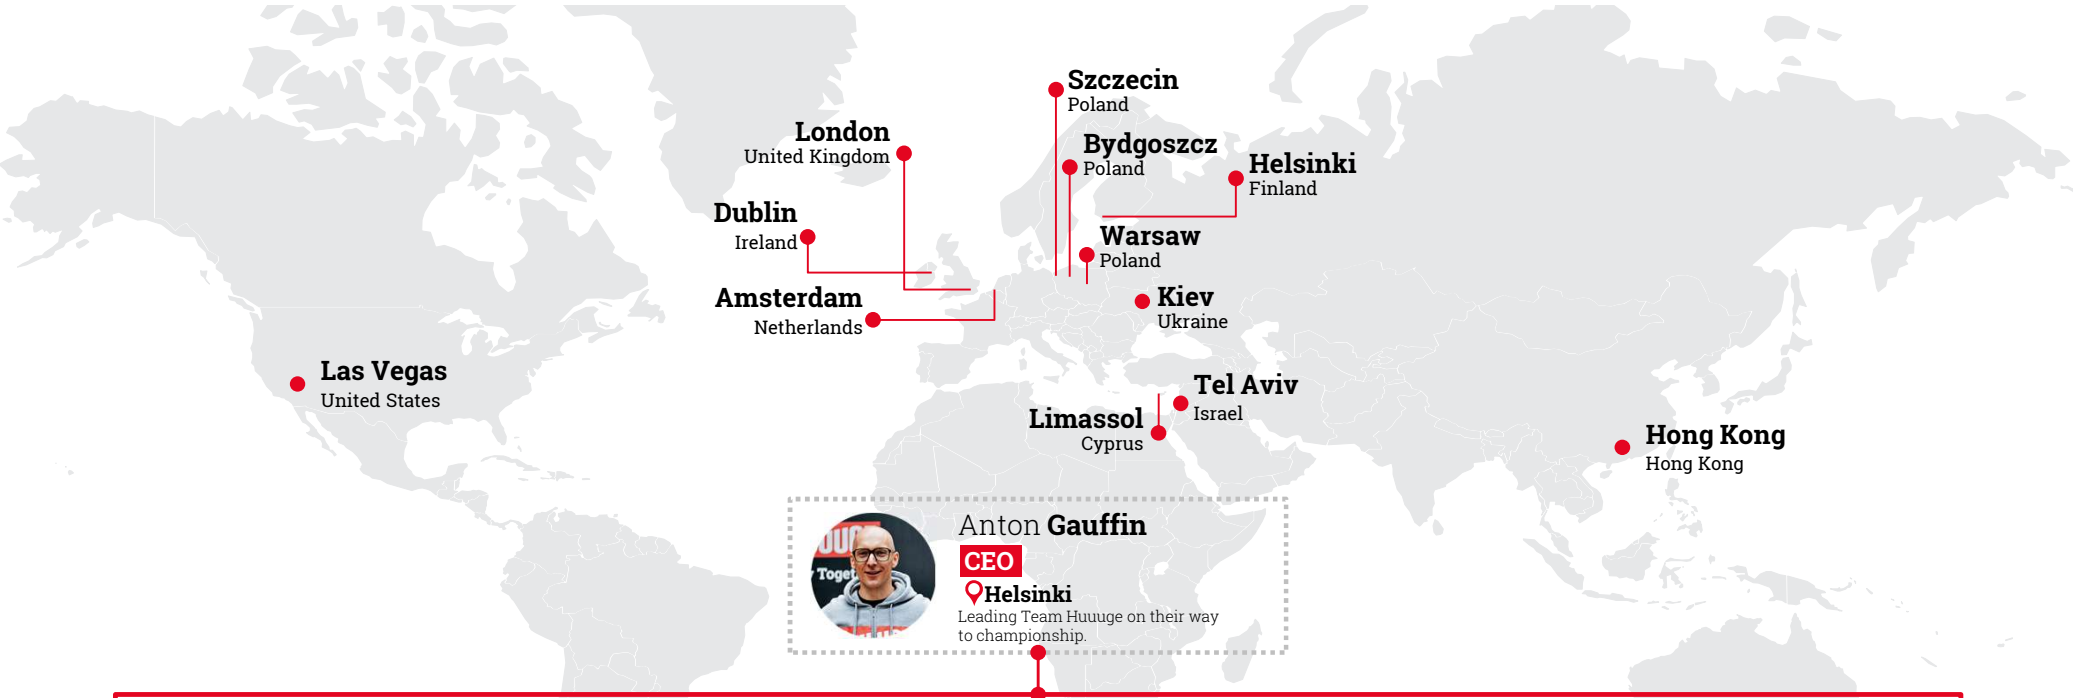 Szczecin
Poland
London
United Kingdom
Bydgoszcz
Poland
Helsinki
Finland
Dublin
Ireland
Warsaw
Poland
Amsterdam
Netherlands
Kiev
Ukraine
Las Vegas
United States
Tel Aviv
Israel
Limassol
Cyprus
Hong Kong
Hong Kong
Anton Gauffin
CEO
Helsinki
Leading Team Huuuge on their way
to championship.